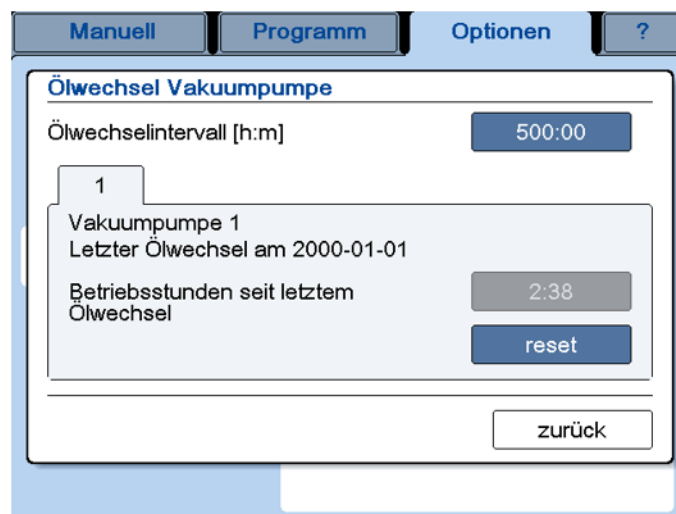 Manuell Programm Optionen ?
Ölwechsel Vakuumpumpe
Ölwechselintervall [h:m] 500:00
1
Vakuumpumpe 1
Letzter Ölwechsel am 2000-01-01
Betriebsstunden seit letztem 2:38
Ölwechsel
reset
zurück